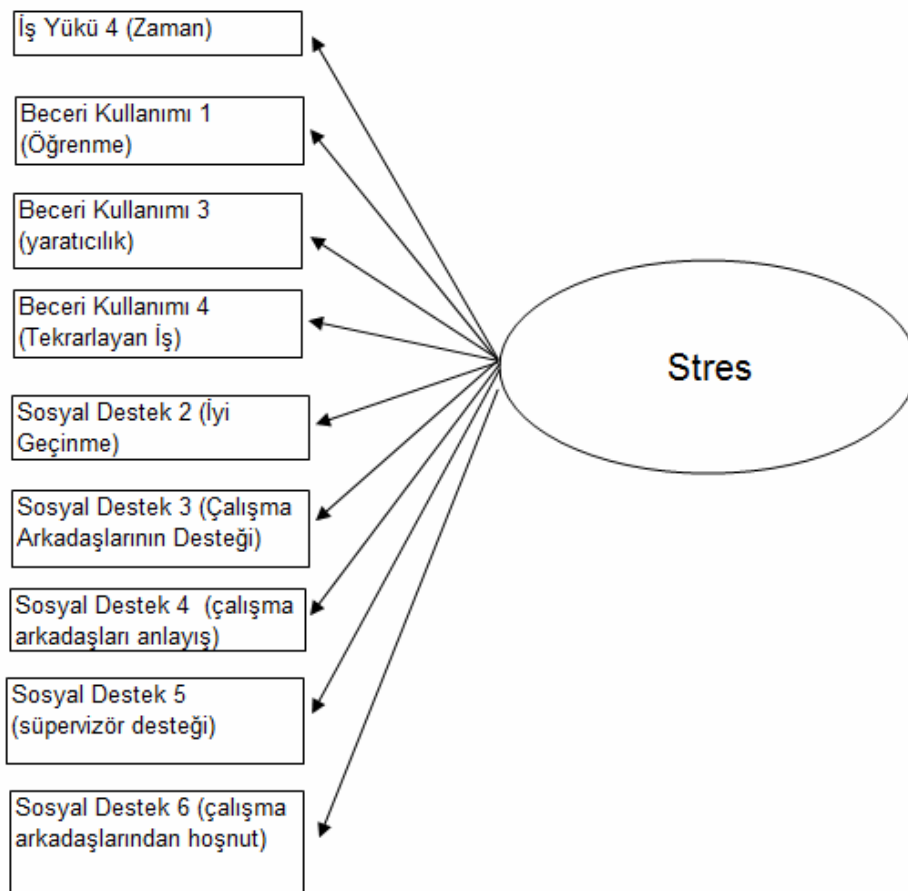 İş Yükü 4 (Zaman)
Beceri Kullanımı 1
(Öğrenme)
Beceri Kullanımı 3
(yaratıcılık)
Beceri Kullanımı 4
(Tekrarlayan İş)
Sosyal Destek 2 (İyi
Geçinme)
Sosyal Destek 3 (Çalışma
Arkadaşlarının Desteği)
Sosyal Destek 4  (çalışma
arkadaşları anlayış)
Sosyal Destek 5
(süpervizör desteği)
Sosyal Destek 6 (çalışma
arkadaşlarından hoşnut)
Stres